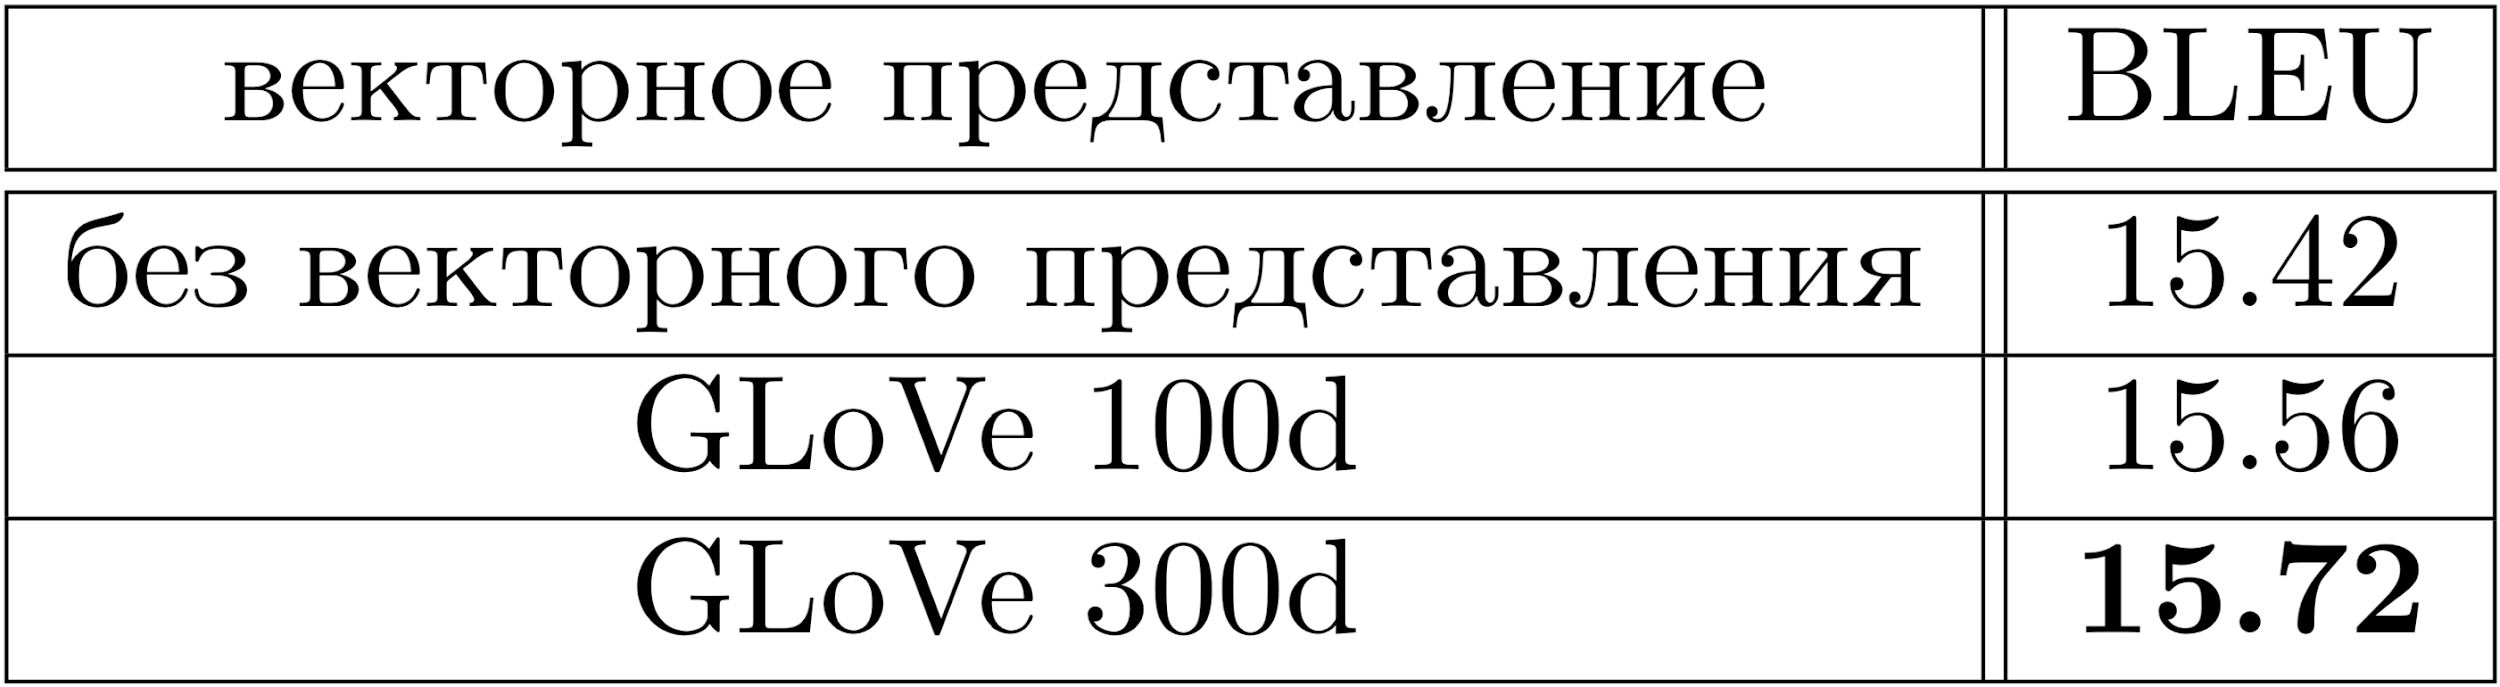 векторное представление BLEU
без векторного представления 15.42
GLoVe 100d 15.56
GLoVe 300d 15.72